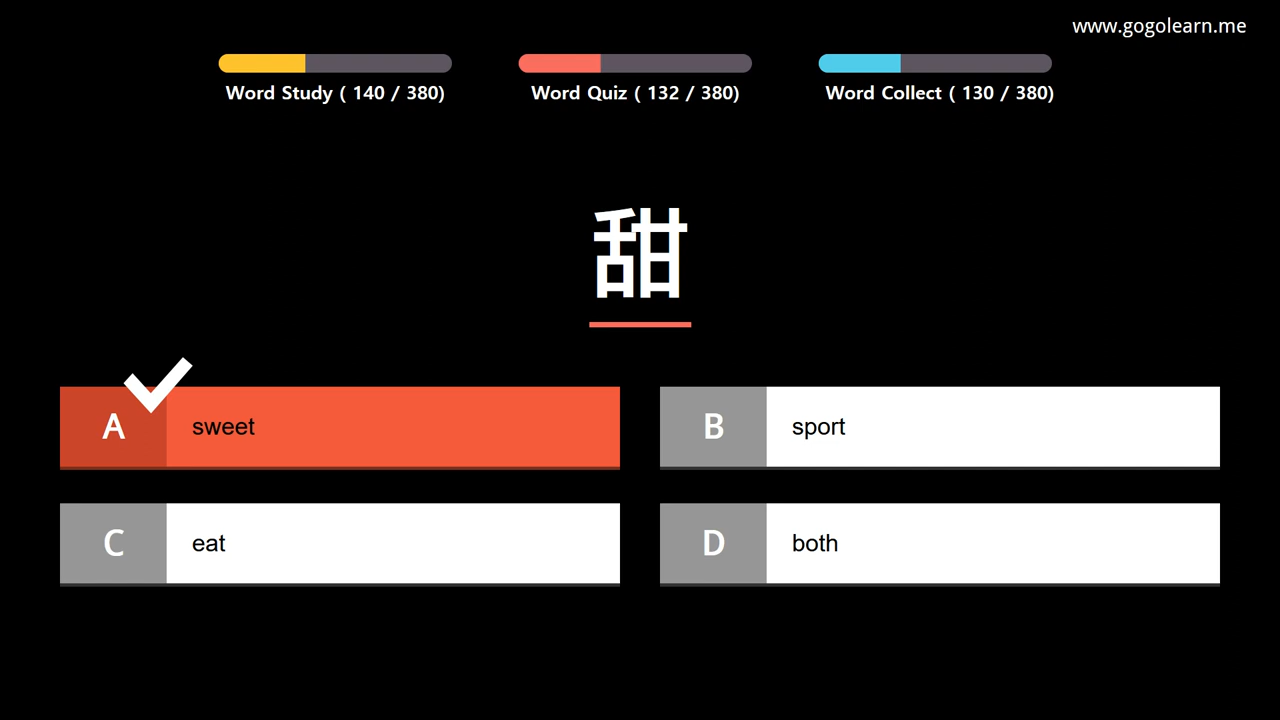 www.gogolearn.me
Word Study ( 140 / 380)
Word Quiz ( 132 / 380)
Word Collect ( 130 / 380)
甜
A sweet
B sport
C eat
D both